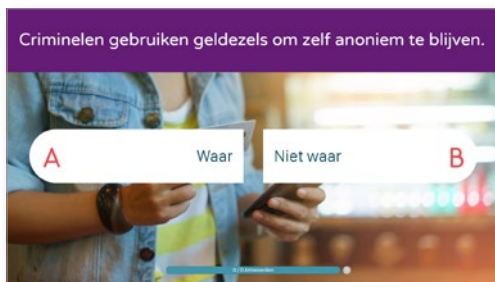 Criminelen gebruiken geldezels om zelf anoniem te blijven.
A Waar Niet waar B